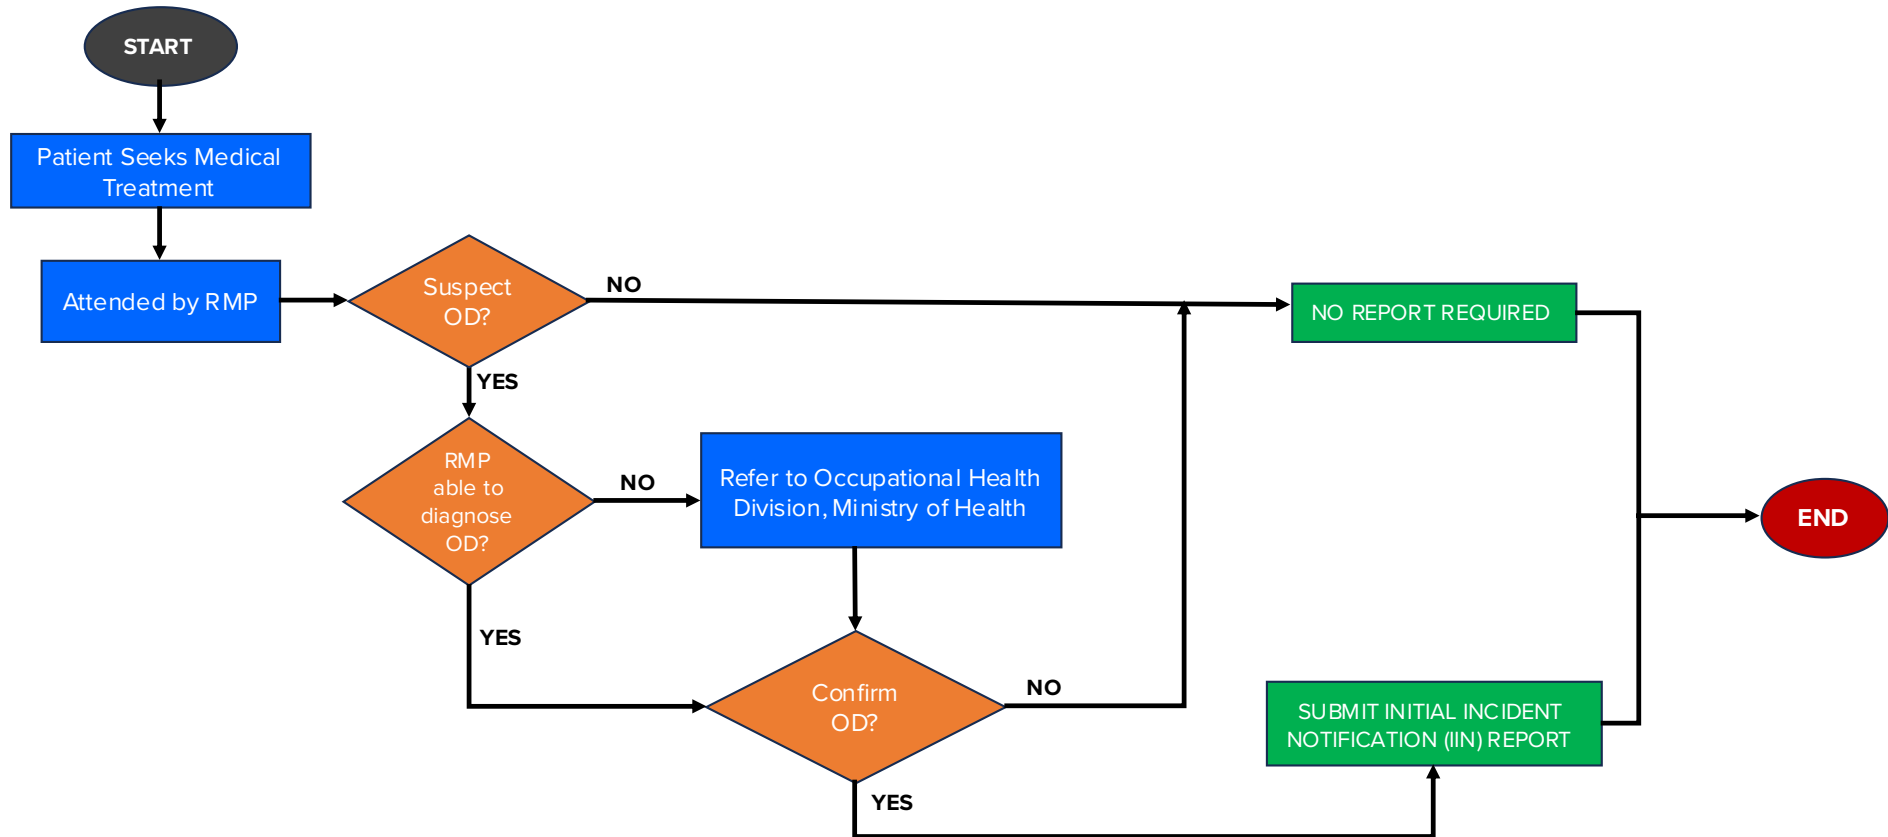 START
Patient Seeks Medical
Treatment
Attended by RMP
Suspect
OD?
NO
NO REPORT REQUIRED
YES
RMP
able to
diagnose
OD?
NO
Refer to Occupational Health
Division, Ministry of Health
END
YES
Confirm
OD?
NO
SUBMIT INITIAL INCIDENT
NOTIFICATION (IIN) REPORT
YES